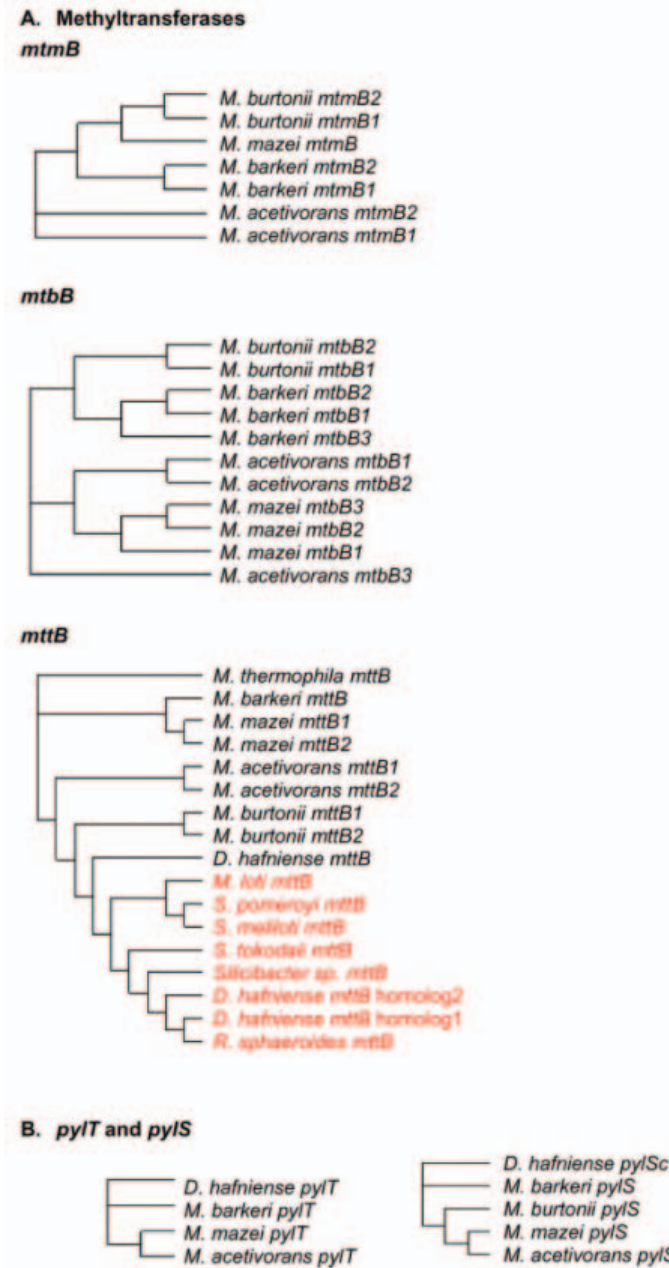 A. Methyltransferases
mtmB
M. burtonii mtmB2
M. burtonii mtmB1
M. mazei mtmB
M. barkeri mtmB2
M. barkeri mtmB1
M. acetivorans mtmB2
M. acetivorans mtmB1
mtbB
M. burtonii mtbB2
M. burtonii mtbB1
M. barkeri mtbB2
M. barkeri mtbB1
M. barkeri mtbB3
M. acetivorans mtbB1
M. acetivorans mtbB2
M. mazei mtbB3
M. mazei mtbB2
M. mazei mtbB1
M. acetivorans mtbB3
mttB
M. thermophila mttB
M. barkeri mttB
M. mazei mttB1
M. mazei mttB2
M. acetivorans mttB1
M. acetivorans mttB2
M. burtonii mttB1
M. burtonii mttB2
D. hafniense mttB
M. loti mttB
S. pomeroyi mttB
S. meliloti mttB
S. tokodaii mttB
Silicibacter sp. mttB
D. hafniense mttB homolog2
D. hafniense mttB homolog1
R. sphaeroides mttB
B. pylT and pylS
D. hafniense pylT
M. barkeri pylT
M. mazei pylT
M. acetivorans pylT
D. hafniense pylSc
M. barkeri pylS
M. burtonii pylS
M. mazei pylS
M. acetivorans pylS